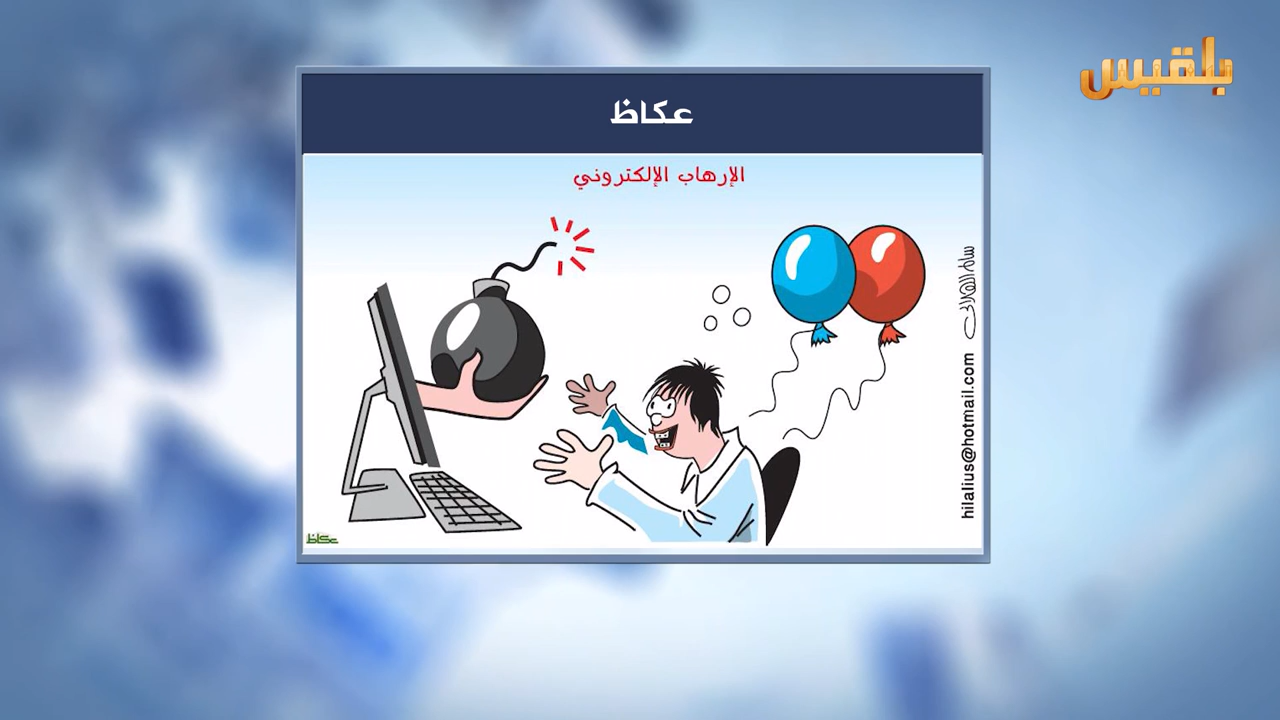 بلقيس
عكاظ
الإرهاب الإلكتروني
hilalius@hotmail.com
عكاظ